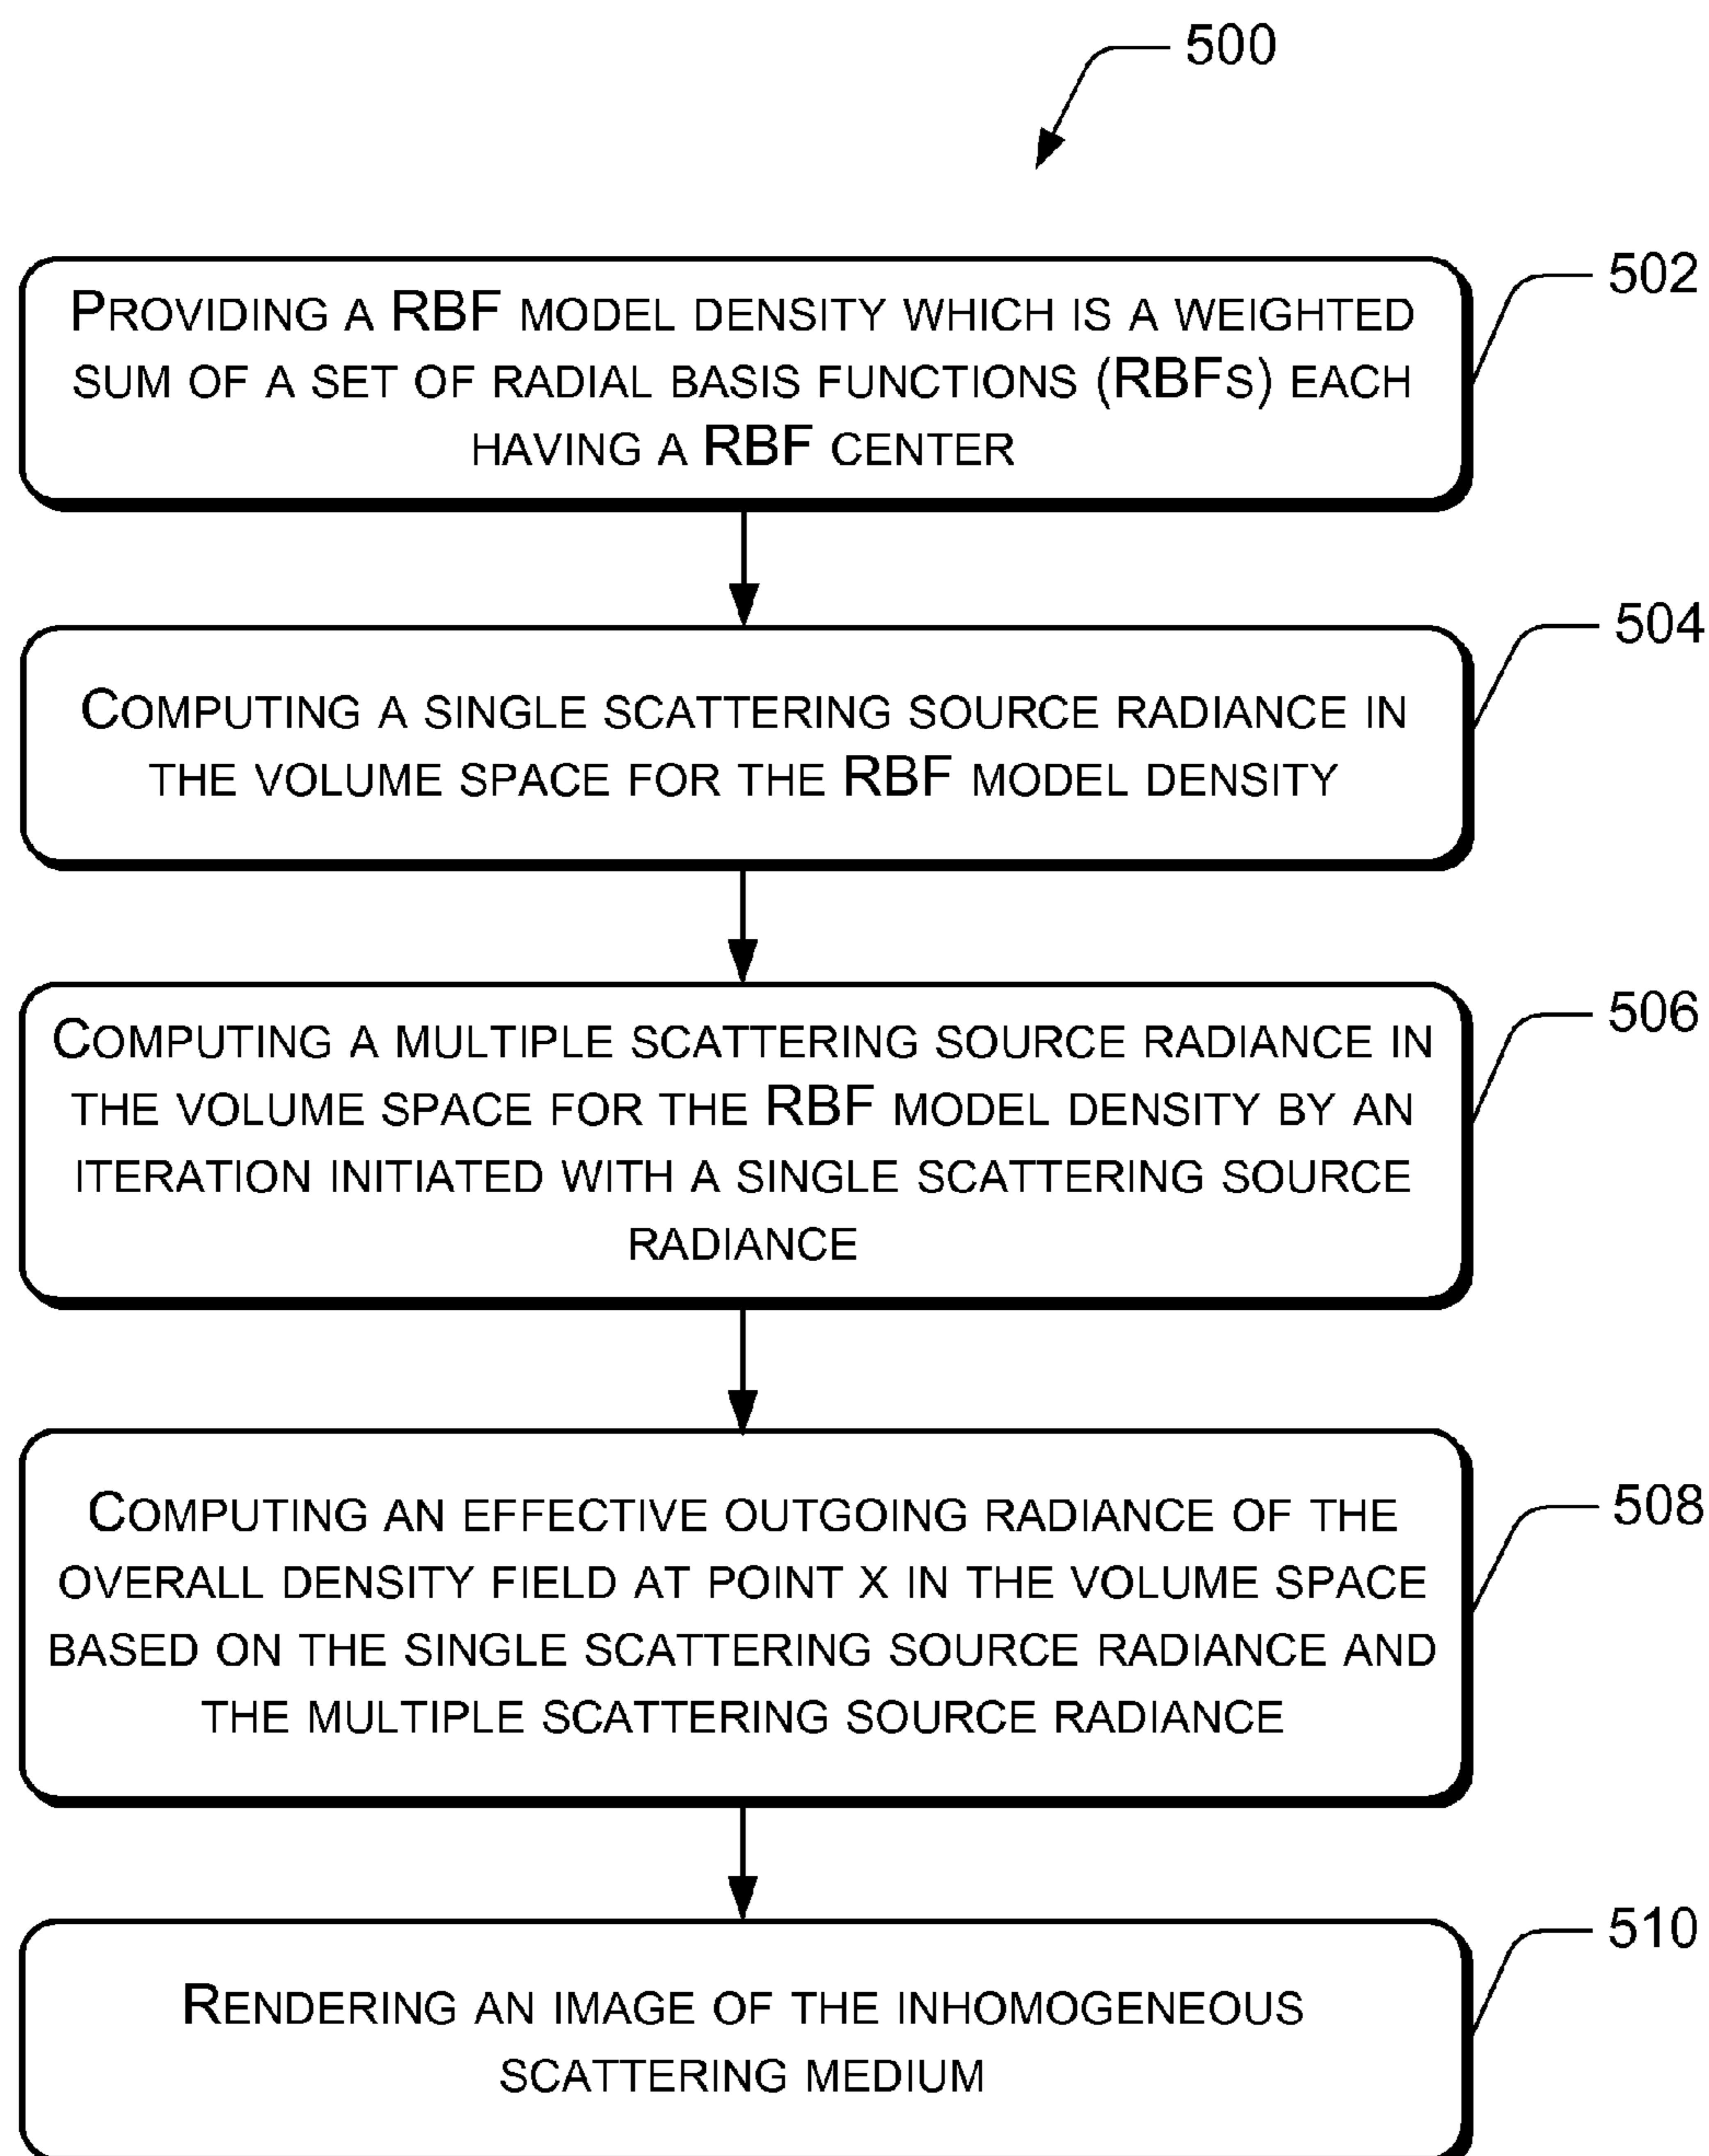 500
PROVIDING A RBF MODEL DENSITY WHICH IS A WEIGHTED
SUM OF A SET OF RADIAL BASIS FUNCTIONS (RBFS) EACH
HAVING A RBF CENTER
502
COMPUTING A SINGLE SCATTERING SOURCE RADIANCE IN
THE VOLUME SPACE FOR THE RBF MODEL DENSITY
504
COMPUTING A MULTIPLE SCATTERING SOURCE RADIANCE IN
THE VOLUME SPACE FOR THE RBF MODEL DENSITY BY AN
ITERATION INITIATED WITH A SINGLE SCATTERING SOURCE
RADIANCE
506
COMPUTING AN EFFECTIVE OUTGOING RADIANCE OF THE
OVERALL DENSITY FIELD AT POINT X IN THE VOLUME SPACE
BASED ON THE SINGLE SCATTERING SOURCE RADIANCE AND
THE MULTIPLE SCATTERING SOURCE RADIANCE
508
RENDERING AN IMAGE OF THE INHOMOGENEOUS
SCATTERING MEDIUM
510